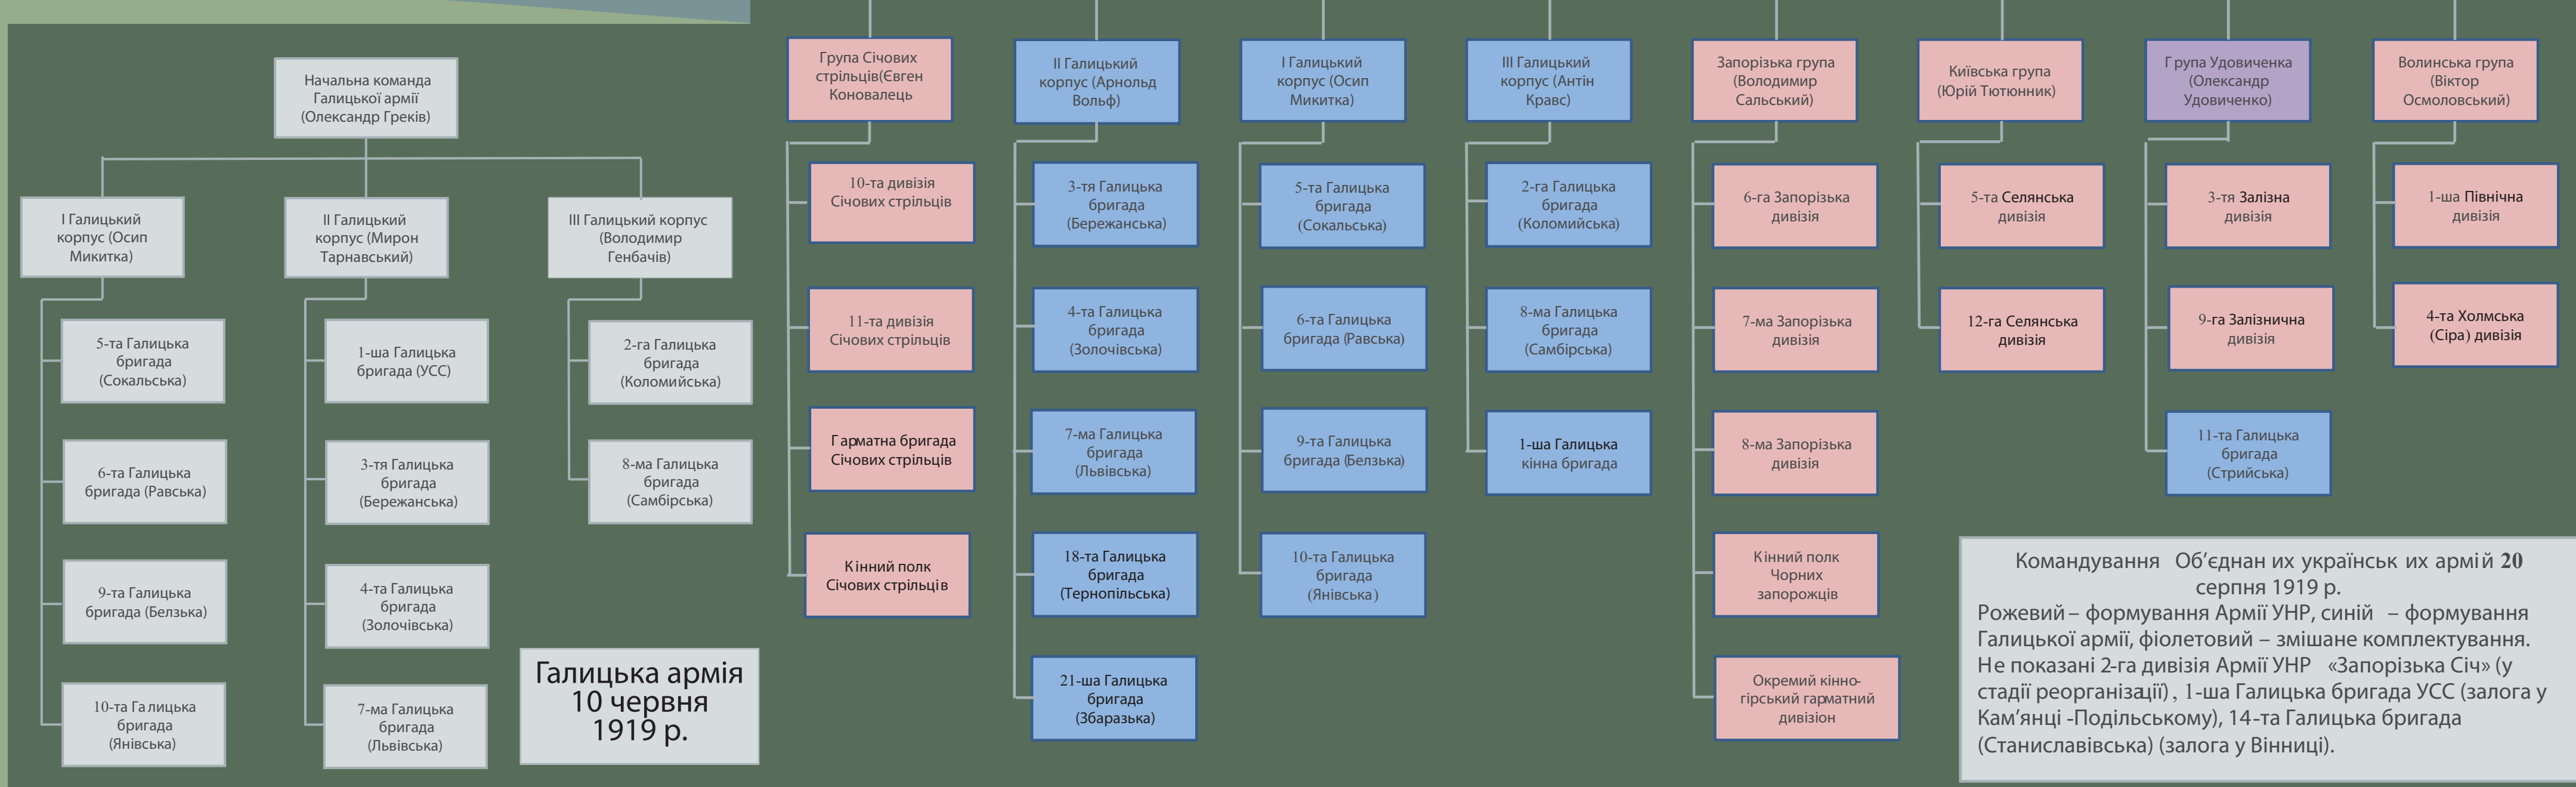 Начальна команда
Галицької армії
(Олександр Греків)
І Галицький
корпус (Осип
Микитка)
5-та Галицька
бригада
(Сокальська)
6-та Галицька
бригада (Равська)
9-та Галицька
бригада (Белзька)
10-та Галицька
бригада
(Янівська)
ІІ Галицький
корпус (Мирон
Тарнавський)
1-ша Галицька
бригада (УСС)
3-тя Галицька
бригада
(Бережанська)
4-та Галицька
бригада
(Золочівська)
7-ма Галицька
бригада
(Львівська)
ІІІ Галицький корпус
(Володимир
Генбачів)
2-га Галицька
бригада
(Коломийська)
8-ма Галицька
бригада
(Самбірська)
Галицька армія
10 червня
1919 р.
Група Січових
стрільців(Євген
Коновалець
10-та дивізія
Січових стрільців
11-та дивізія
Січових стрільців
Гарматна бригада
Січових стрільців
Кінний полк
Січових стрільців
ІІ Галицький
корпус (Арнольд
Вольф)
3-тя Галицька
бригада
(Бережанська)
4-та Галицька
бригада
(Золочівська)
7-ма Галицька
бригада
(Львівська)
18-та Галицька
бригада
(Тернопільська)
21-ша Галицька
бригада
(Збаразька)
І Галицький
корпус (Осип
Микитка)
5-та Галицька
бригада
(Сокальська)
6-та Галицька
бригада (Равська)
9-та Галицька
бригада (Белзька)
10-та Галицька
бригада
(Янівська)
ІІІ Галицький
корпус (Антін
Кравс)
2-га Галицька
бригада
(Коломийська)
8-ма Галицька
бригада
(Самбірська)
1-ша Галицька
кінна бригада
Запорізька група
(Володимир
Сальський)
6-га Запорізька
дивізія
7-ма Запорізька
дивізія
8-ма Запорізька
дивізія
Кінний полк
Чорних
запорожців
Окремий кінно-
гірський гарматний
дивізіон
Київська група
(Юрій Тютюнник)
5-та Селянська
дивізія
12-га Селянська
дивізія
Група Удовиченка
(Олександр
Удовиченко)
3-тя Залізна
дивізія
9-га Залізнична
дивізія
11-та Галицька
бригада
(Стрийська)
Волинська група
(Віктор
Осмоловський)
1-ша Північна
дивізія
4-та Холмська
(Сіра) дивізія
Командування Об’єднан их українськ их армій 20
серпня 1919 р.
Рожевий – формування Армії УНР, синій – формування
Галицької армії, фіолетовий – змішане комплектування.
Не показані 2-га дивізія Армії УНР «Запорізька Січ» (у
стадії реорганізації), 1-ша Галицька бригада УСС (залога у
Кам’янці -Подільському), 14-та Галицька бригада
(Станиславівська) (залога у Вінниці).